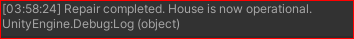 [03:58:24] Repair completed. House is now operational.
UnityEngine.Debug:Log (object)